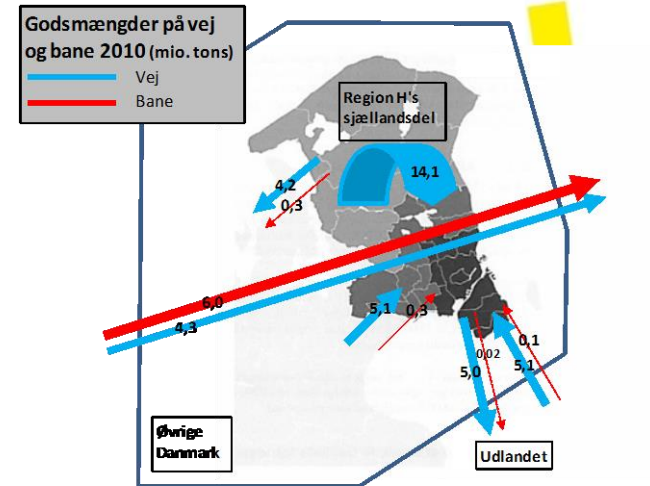 Godsmængder på vej
og bane 2010 (mio. tons)
Vej
Bane
Region H's
sjællandsdel
14,1
4,2
0,3
6,0
4,3
5,1
0,3
0,02
0,1
5,0
5,1
Øvrige
Danmark
Udlandet